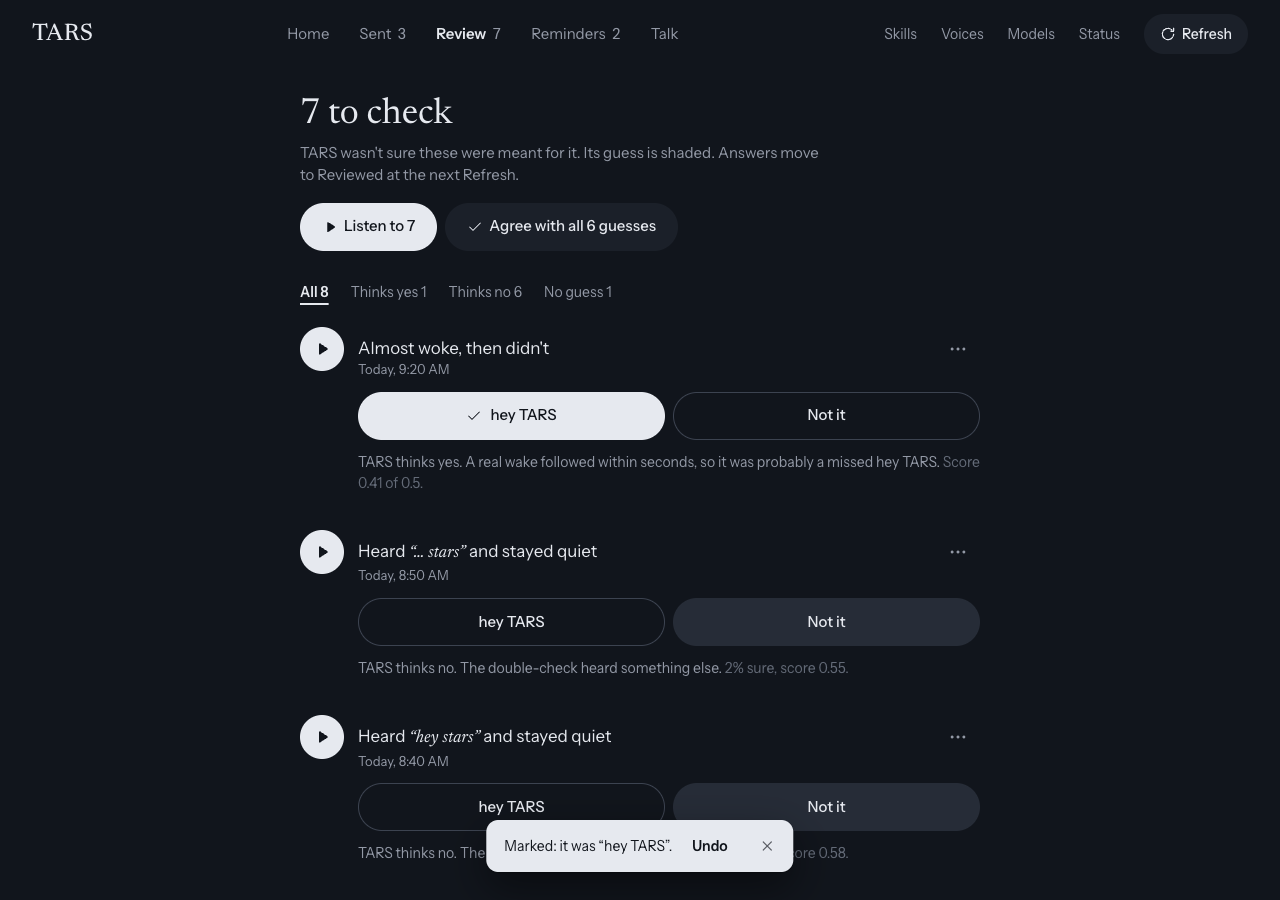 TARS
Home
Sent 3
Review 7
Reminders 2
Talk
Skills
Voices
Models
Status
Refresh
7 to check
TARS wasn't sure these were meant for it. Its guess is shaded. Answers move
to Reviewed at the next Refresh.
Listen to 7
Agree with all 6 guesses
All 8
Thinks yes 1
Thinks no 6
No guess 1
Almost woke, then didn't
Today, 9:20 AM
hey TARS
Not it
TARS thinks yes. A real wake followed within seconds, so it was probably a missed hey TARS. Score
0.41 of 0.5.
Heard “... stars” and stayed quiet
Today, 8:50 AM
hey TARS
Not it
TARS thinks no. The double-check heard something else. 2% sure, score 0.55.
Heard “hey stars” and stayed quiet
Today, 8:40 AM
hey TARS
Not it
TARS thinks no. The
ore 0.58.
Marked: it was “hey TARS”.
Undo